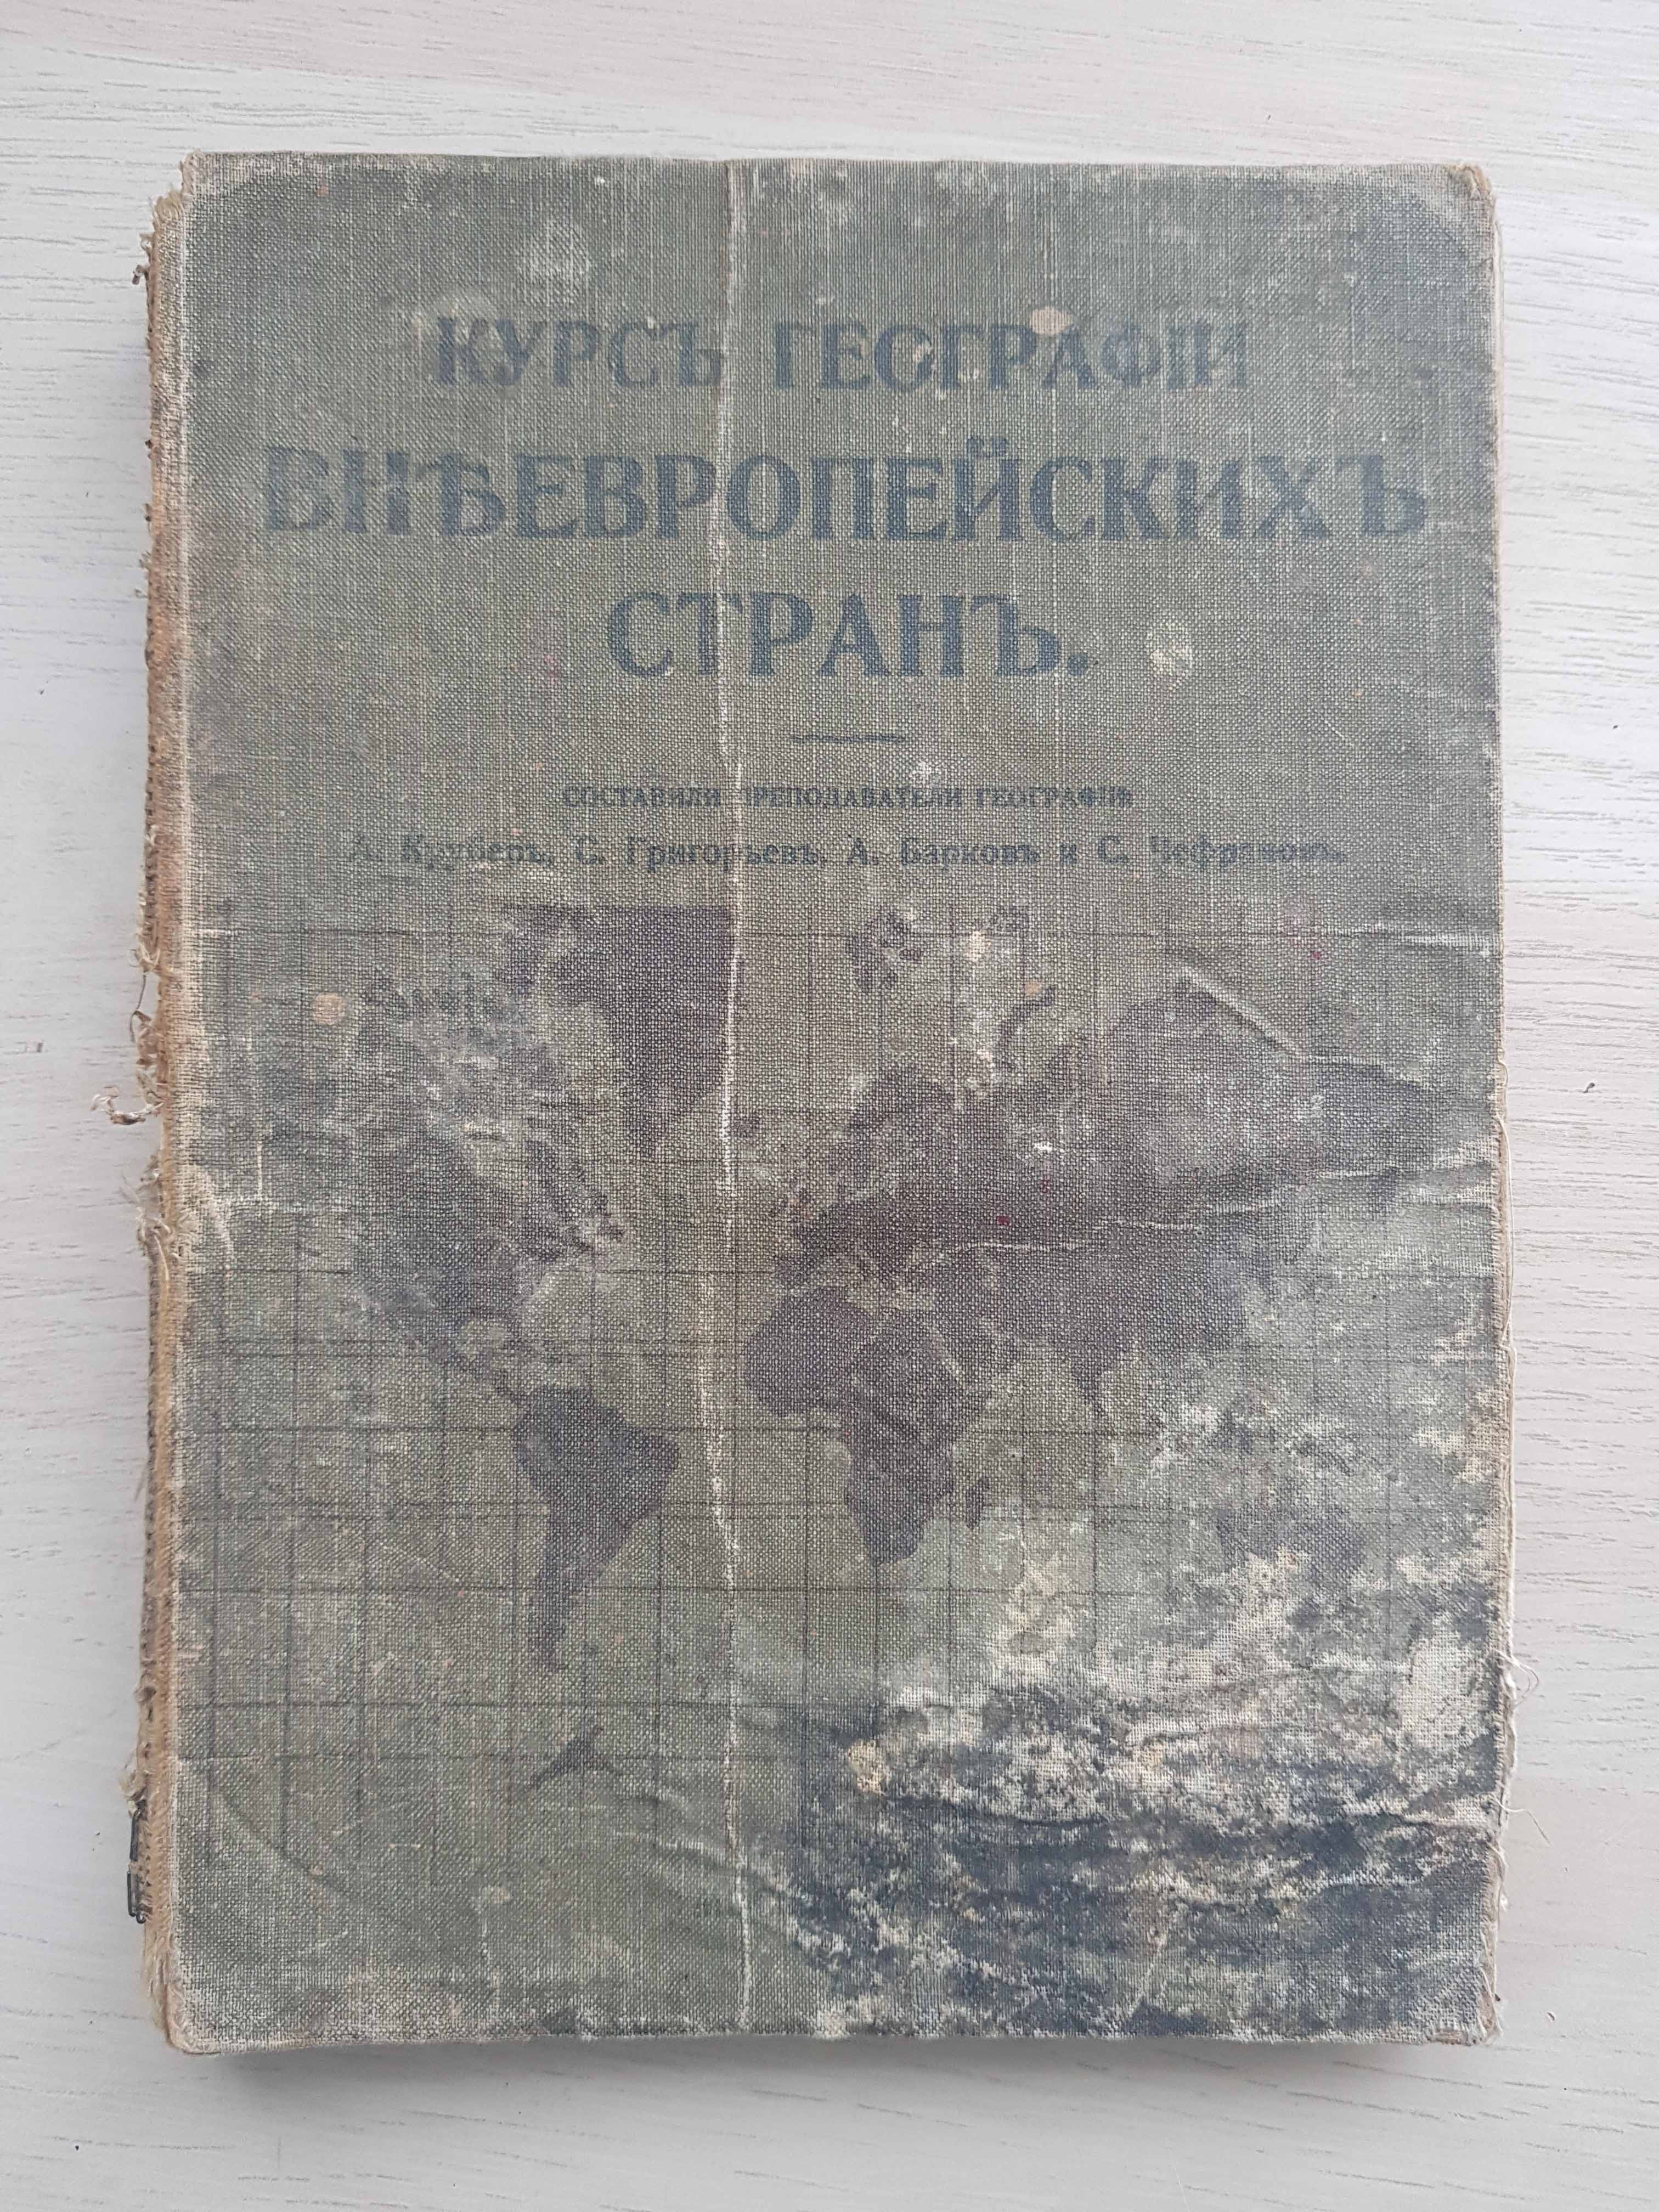 КУРСЪ ГЕОГРАФІИ
ВНѢЕВРОПЕЙСКИХЪ
СТРАНЪ.
СОСТАВИЛИ ПРЕПОДАВАТЕЛИ ГЕОГРАФІИ
А. Круберъ, С. Григорьевъ, А. Барковъ и С. Чефрановъ.